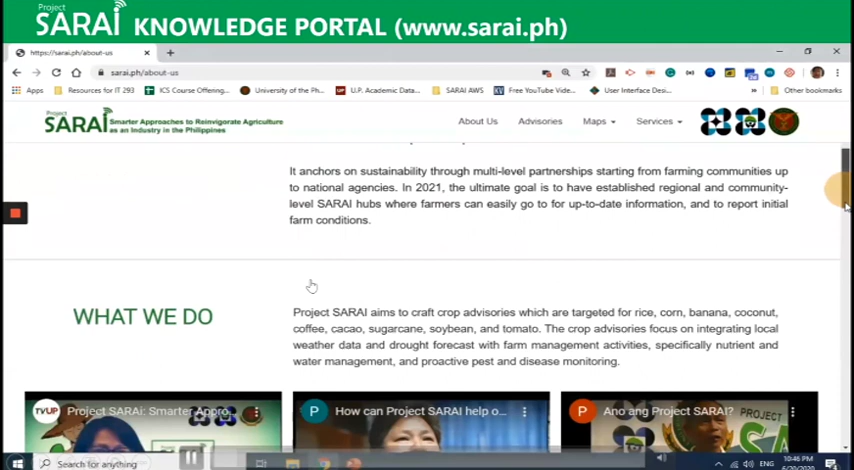 Project
SARAI KNOWLEDGE PORTAL (www.sarai.ph)
https://sarai.ph/about-us
sarai.ph/about-us
Apps Resources for IT 293 ICS Course Offering... University of the Ph... U.P. Academic Data... SARAI AWS Free YouTube Vide... User Interface Desi... » Other bookmarks
Project
SARAI Smarter Approaches to Reinvigorate Agriculture
as an Industry in the Philippines
About Us Advisories Maps Services
It anchors on sustainability through multi-level partnerships starting from farming communities up
to national agencies. In 2021, the ultimate goal is to have established regional and community-
level SARAI hubs where farmers can easily go to for up-to-date information, and to report initial
farm conditions.
WHAT WE DO
Project SARAI aims to craft crop advisories which are targeted for rice, corn, banana, coconut,
coffee, cacao, sugarcane, soybean, and tomato. The crop advisories focus on integrating local
weather data and drought forecast with farm management activities, specifically nutrient and
water management, and proactive pest and disease monitoring.
TVUP Project SARAi: Smarter Appro...
P How can Project SARAI help o...
P Ano ang Project SARAI?
PROJECT
SA
Search for anything
ENG
10:46 PM
6/20/2020